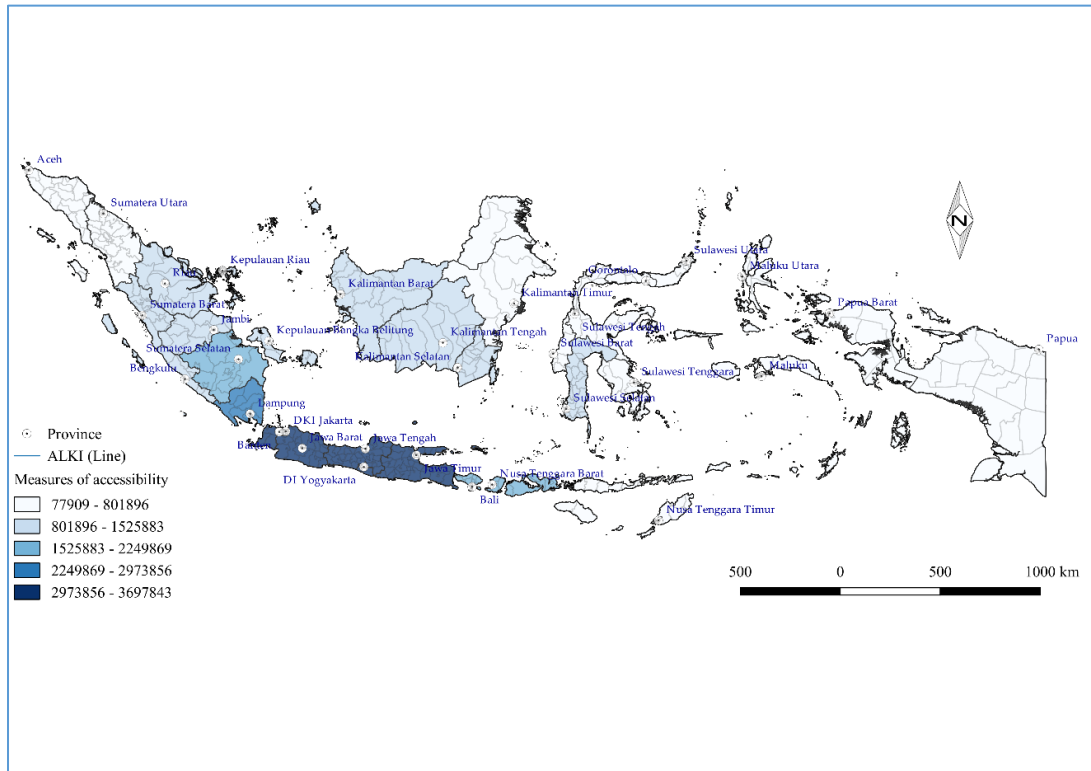 Aceh
Sumatera Utara
Kepulauan Riau
Riau
Sumatera Barat
Jambi
Kepulauan Bangka Belitung
Sumatera Selatan
Bengkulu
Lampung
DKI Jakarta
Banten
Jawa Barat
Jawa Tengah
DI Yogyakarta
Jawa Timur
Bali
Nusa Tenggara Barat
Nusa Tenggara Timur
Kalimantan Barat
Kalimantan Timur
Kalimantan Tengah
Kalimantan Selatan
Gorontalo
Sulawesi Utara
Sulawesi Tengah
Sulawesi Barat
Sulawesi Tenggara
Sulawesi Selatan
Maluku Utara
Maluku
Papua Barat
Papua
N
Province
ALKI (Line)
Measures of accessibility
77909 - 801896
801896 - 1525883
1525883 - 2249869
2249869 - 2973856
2973856 - 3697843
500 0 500 1000 km